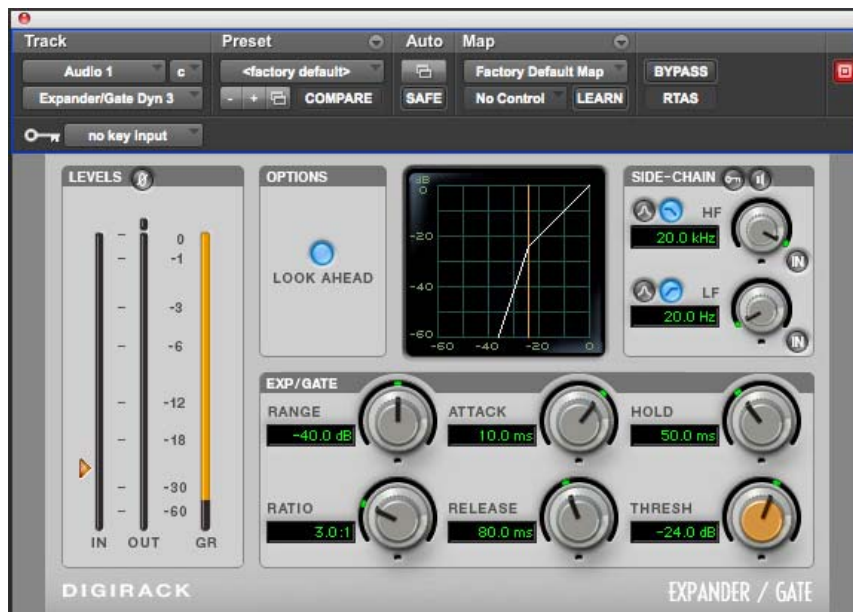 Track Preset Auto Map
Audio 1 c <factory default> Factory Default Map BYPASS
Expander/Gate Dyn 3 - + COMPARE SAFE No Control LEARN RTAS
no key input
LEVELS Ø
0
-1
-3
-6
-12
-18
-30
-60
IN OUT GR
OPTIONS
LOOK AHEAD
dB
0
-20
-40
-60
-60 -40 -20 0
SIDE-CHAIN
HF
20.0 kHz
IN
LF
20.0 Hz
IN
EXP/GATE
RANGE ATTACK HOLD
-40.0 dB 10.0 ms 50.0 ms
RATIO RELEASE THRESH
3.0:1 80.0 ms -24.0 dB
DIGIRACK EXPANDER / GATE